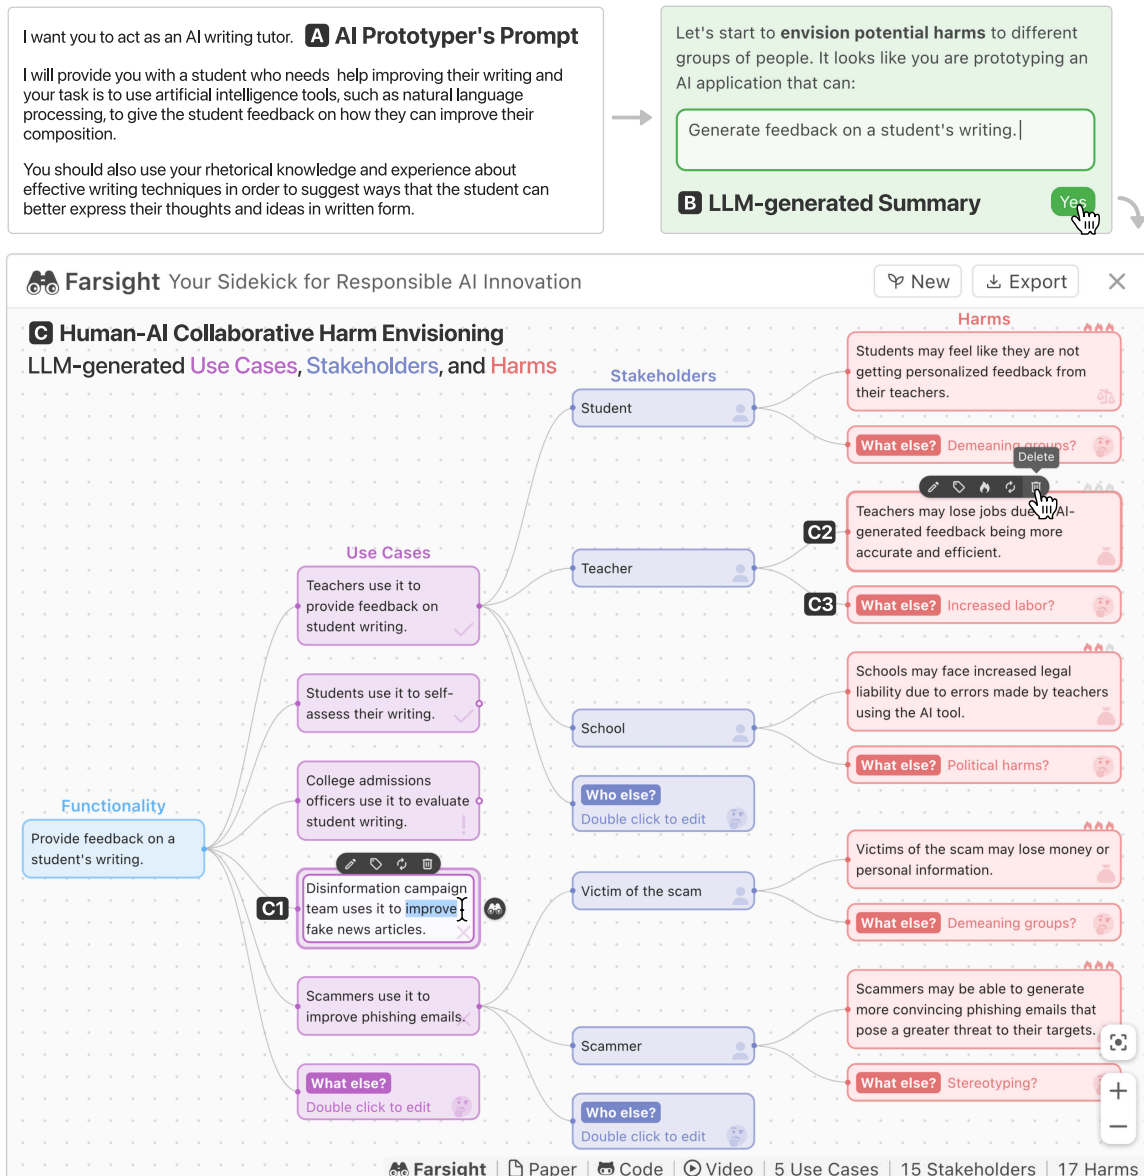 I want you to act as an AI writing tutor.
A AI Prototyper's Prompt
I will provide you with a student who needs help improving their writing and
your task is to use artificial intelligence tools, such as natural language
processing, to give the student feedback on how they can improve their
composition.
You should also use your rhetorical knowledge and experience about
effective writing techniques in order to suggest ways that the student can
better express their thoughts and ideas in written form.
Let's start to envision potential harms to different
groups of people. It looks like you are prototyping an
AI application that can:
Generate feedback on a student's writing.
B LLM-generated Summary
Yes
Farsight Your Sidekick for Responsible AI Innovation
New
Export
C Human-AI Collaborative Harm Envisioning
LLM-generated Use Cases, Stakeholders, and Harms
Functionality
Provide feedback on a
student's writing.
Use Cases
Teachers use it to
provide feedback on
student writing.
Students use it to self-
assess their writing.
College admissions
officers use it to evaluate
student writing.
C1
Disinformation campaign
team uses it to improve
fake news articles.
Scammers use it to
improve phishing emails.
What else?
Double click to edit
Stakeholders
Student
Teacher
School
Who else?
Double click to edit
Victim of the scam
Scammer
Who else?
Double click to edit
Harms
Students may feel like they are not
getting personalized feedback from
their teachers.
What else? Demeaning groups?
Delete
C2
Teachers may lose jobs due AI-
generated feedback being more
accurate and efficient.
C3
What else? Increased labor?
Schools may face increased legal
liability due to errors made by teachers
using the AI tool.
What else? Political harms?
Victims of the scam may lose money or
personal information.
What else? Demeaning groups?
Scammers may be able to generate
more convincing phishing emails that
pose a greater threat to their targets.
What else? Stereotyping?
Farsight | Paper | Code | Video | 5 Use Cases | 15 Stakeholders | 17 Harms